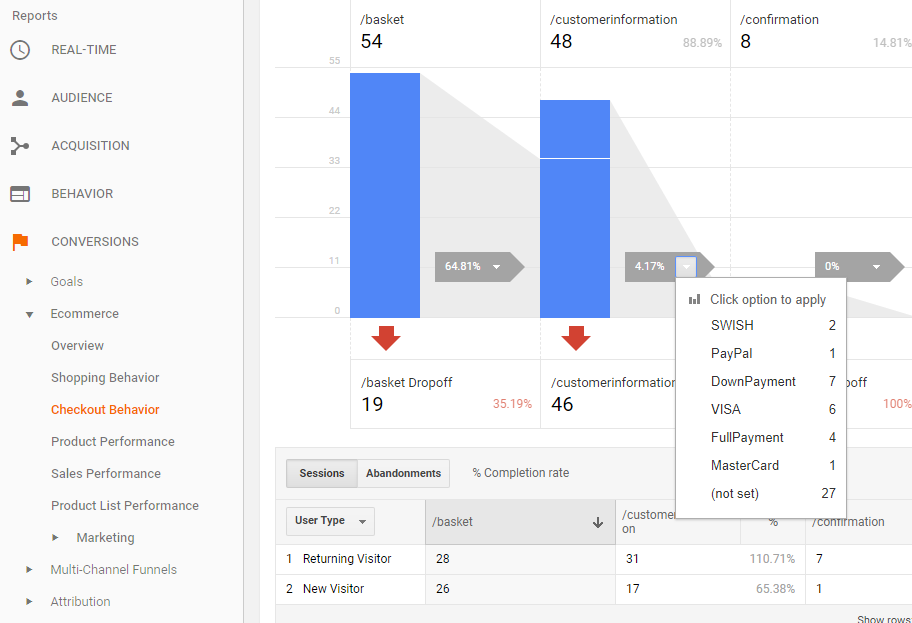 Reports
REAL-TIME
AUDIENCE
ACQUISITION
BEHAVIOR
CONVERSIONS
Goals
Ecommerce
Overview
Shopping Behavior
Checkout Behavior
Product Performance
Sales Performance
Product List Performance
Marketing
Multi-Channel Funnels
Attribution
/basket
54
/customerinformation
48 88.89%
/confirmation
8 14.81%
55
44
33
22
11
0
64.81%
4.17%
0%
Click option to apply
SWISH 2
PayPal 1
DownPayment 7
VISA 6
FullPayment 4
MasterCard 1
(not set) 27
/basket Dropoff
19 35.19%
/customerinformation
46
off
100%
Sessions Abandonments % Completion rate
User Type /basket /customer
on % /confirmation
1 Returning Visitor 28 31 110.71% 7
2 New Visitor 26 17 65.38% 1
Show rows: